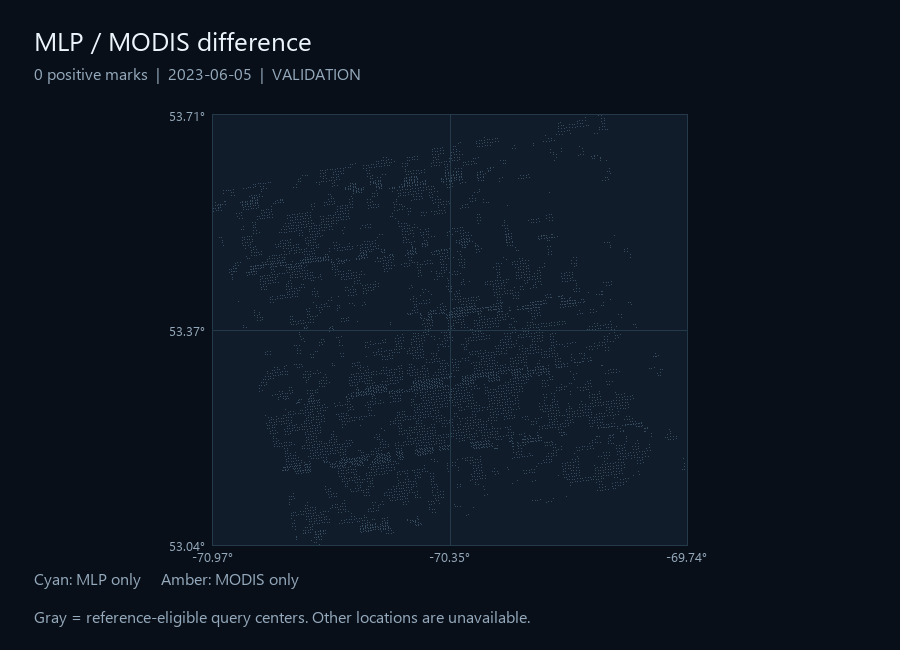 MLP / MODIS difference
0 positive marks | 2023-06-05 | VALIDATION
53.71°
53.37°
53.04°
-70.97°
-70.35°
-69.74°
Cyan: MLP only
Amber: MODIS only
Gray = reference-eligible query centers. Other locations are unavailable.